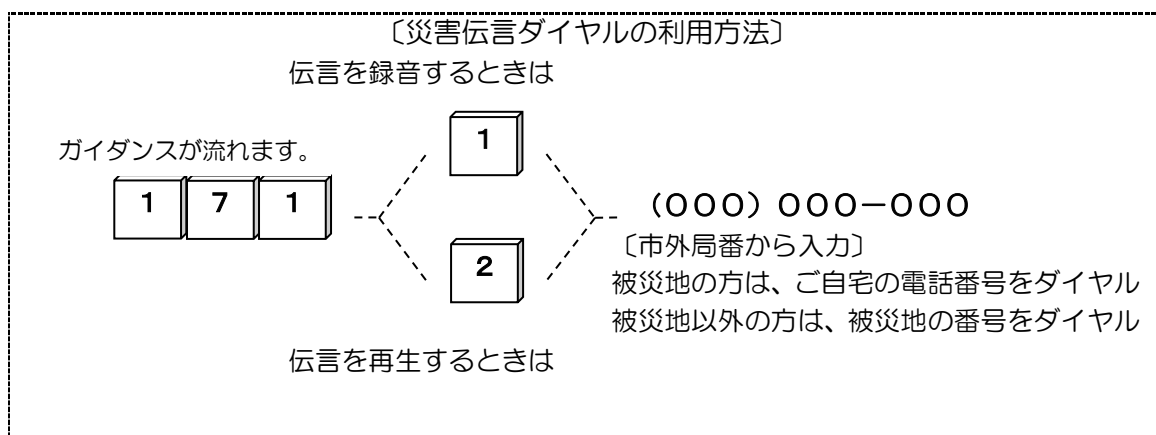 〔災害伝言ダイヤルの利用方法〕
伝言を録音するときは
1
ガイダンスが流れます。
1 7 1
(000) 000－000
〔市外局番から入力〕
2
被災地の方は、ご自宅の電話番号をダイヤル
被災地以外の方は、被災地の番号をダイヤル
伝言を再生するときは